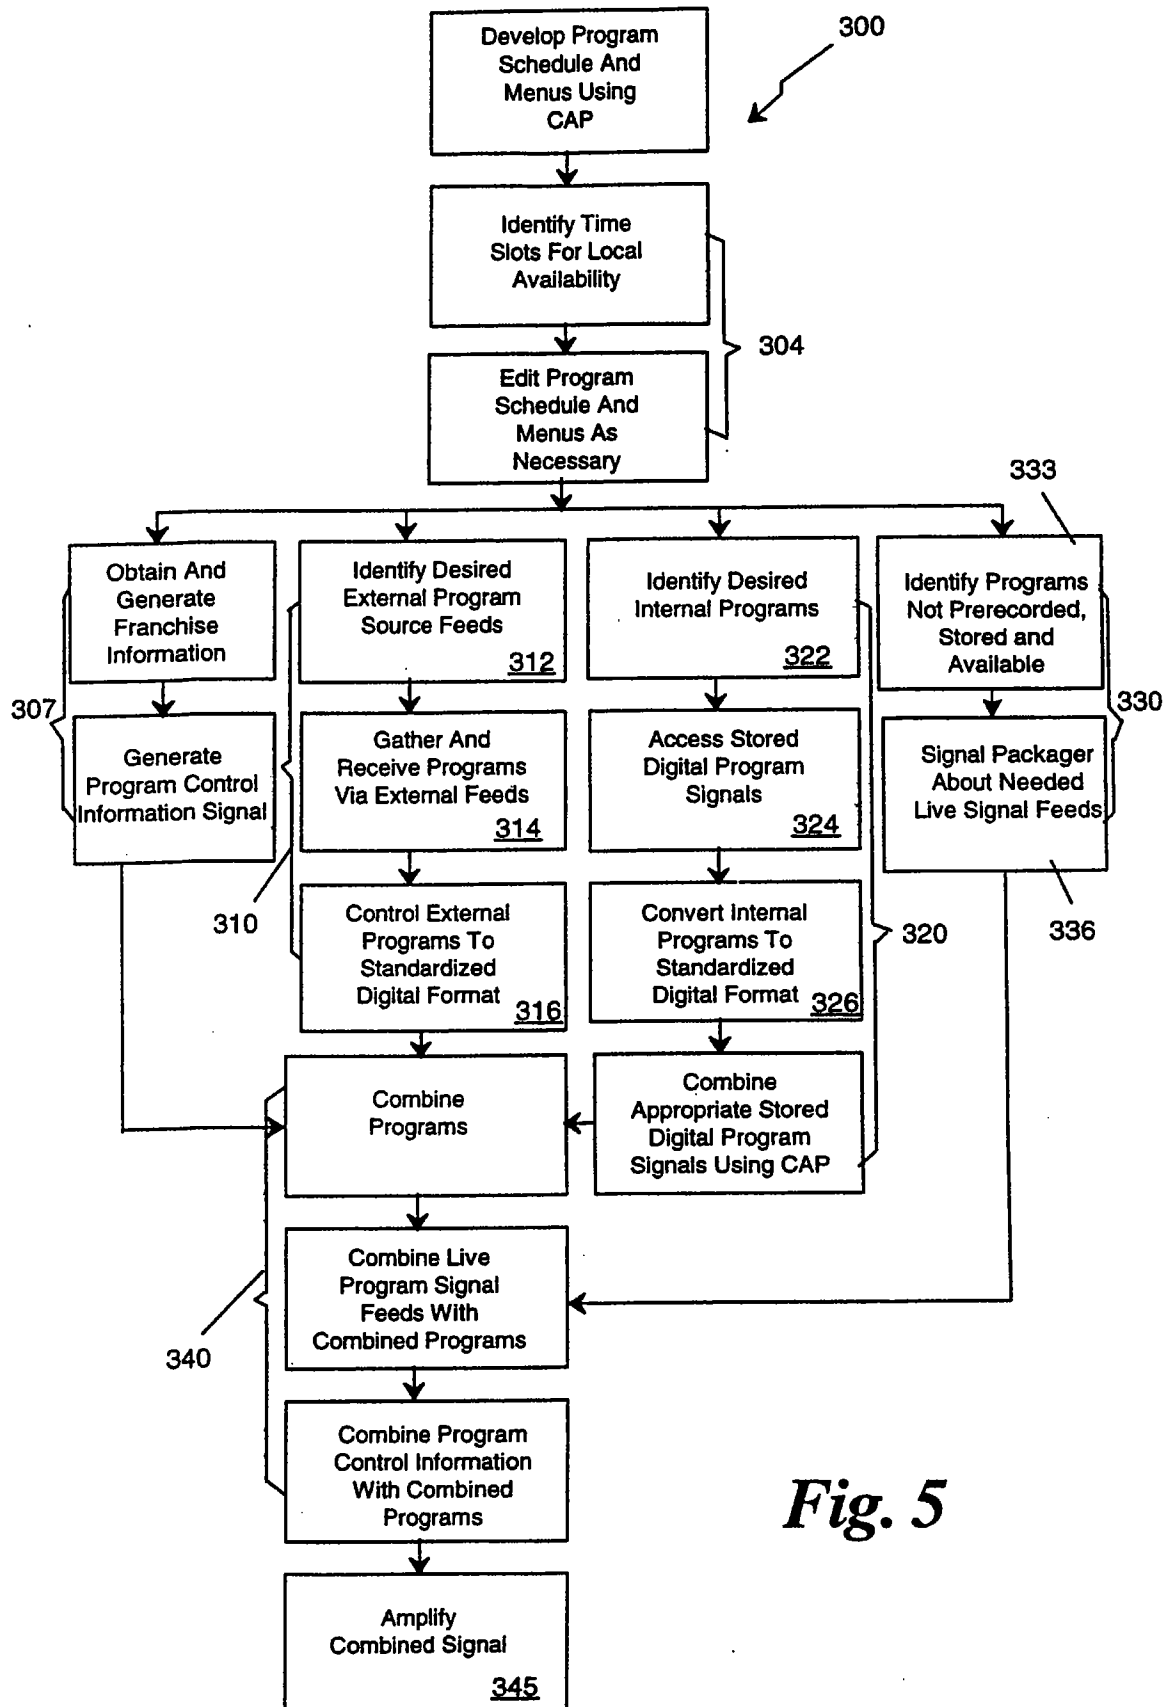 Develop Program
Schedule And
Menus Using
CAP
300
Identify Time
Slots For Local
Availability
304
Edit Program
Schedule And
Menus As
Necessary
333
Obtain And
Generate
Franchise
Information
Identify Desired
External Program
Source Feeds
312
Identify Desired
Internal Programs
322
Identify Programs
Not Prerecorded,
Stored and
Available
307
330
Generate
Program Control
Information Signal
Gather And
Receive Programs
Via External Feeds
314
Access Stored
Digital Program
Signals
324
Signal Packager
About Needed
Live Signal Feeds
310
Control External
Programs To
Standardized
Digital Format
316
Convert Internal
Programs To
Standardized
Digital Format
326
320
336
Combine
Programs
Combine
Appropriate Stored
Digital Program
Signals Using CAP
Combine Live
Program Signal
Feeds With
Combined Programs
340
Combine Program
Control Information
With Combined
Programs
Fig. 5
Amplify
Combined Signal
345